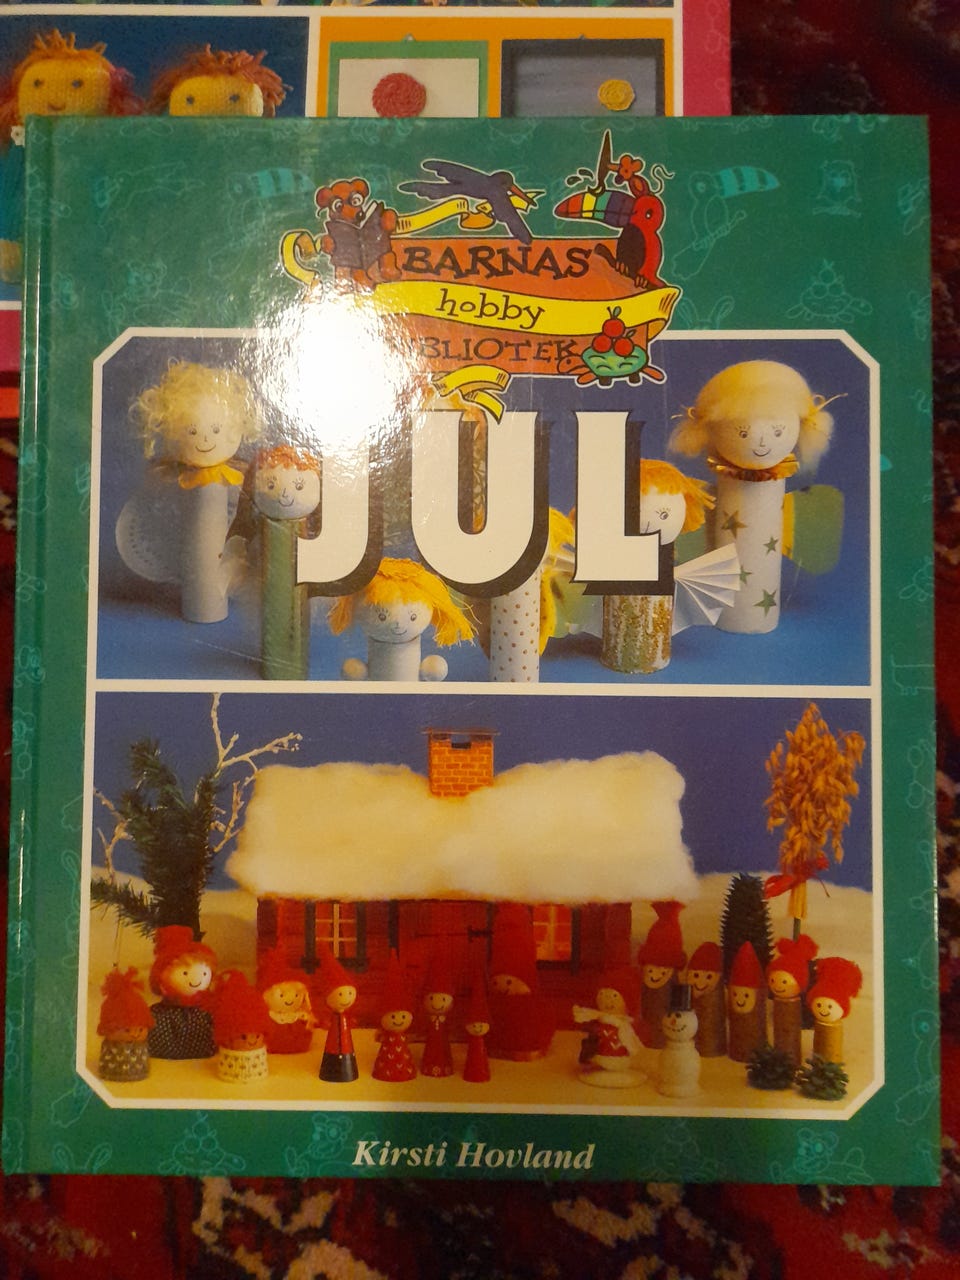 BARNAS
hobby
BIBLIOTEK
JUL
Kirsti Hovland